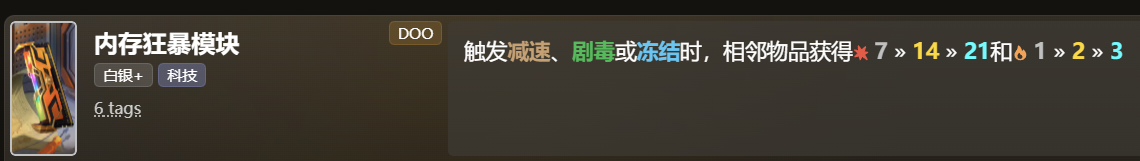 内存狂暴模块
DOO
白银+
科技
6 tags
触发减速、剧毒或冻结时，相邻物品获得 7 » 14 » 21和 1 » 2 » 3